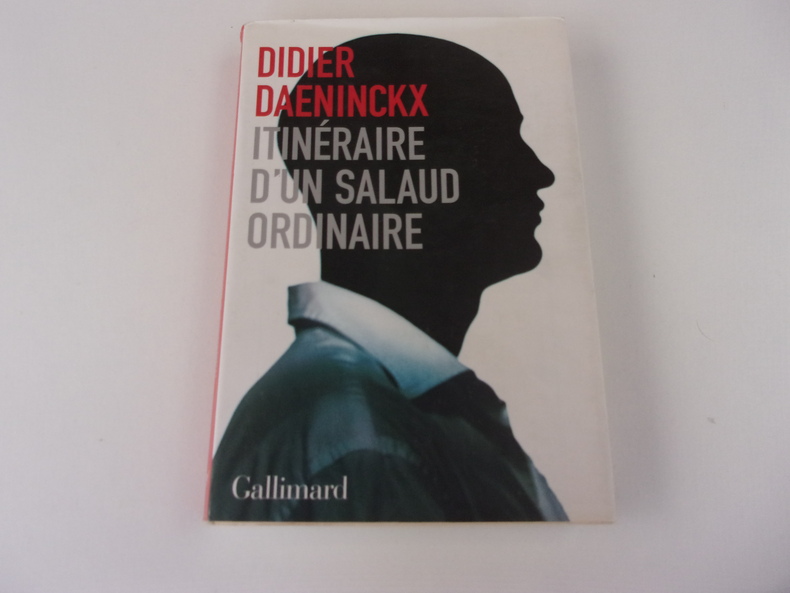 DIDIER
DAENINCKX
ITINÉRAIRE
D'UN SALAUD
ORDINAIRE
Gallimard